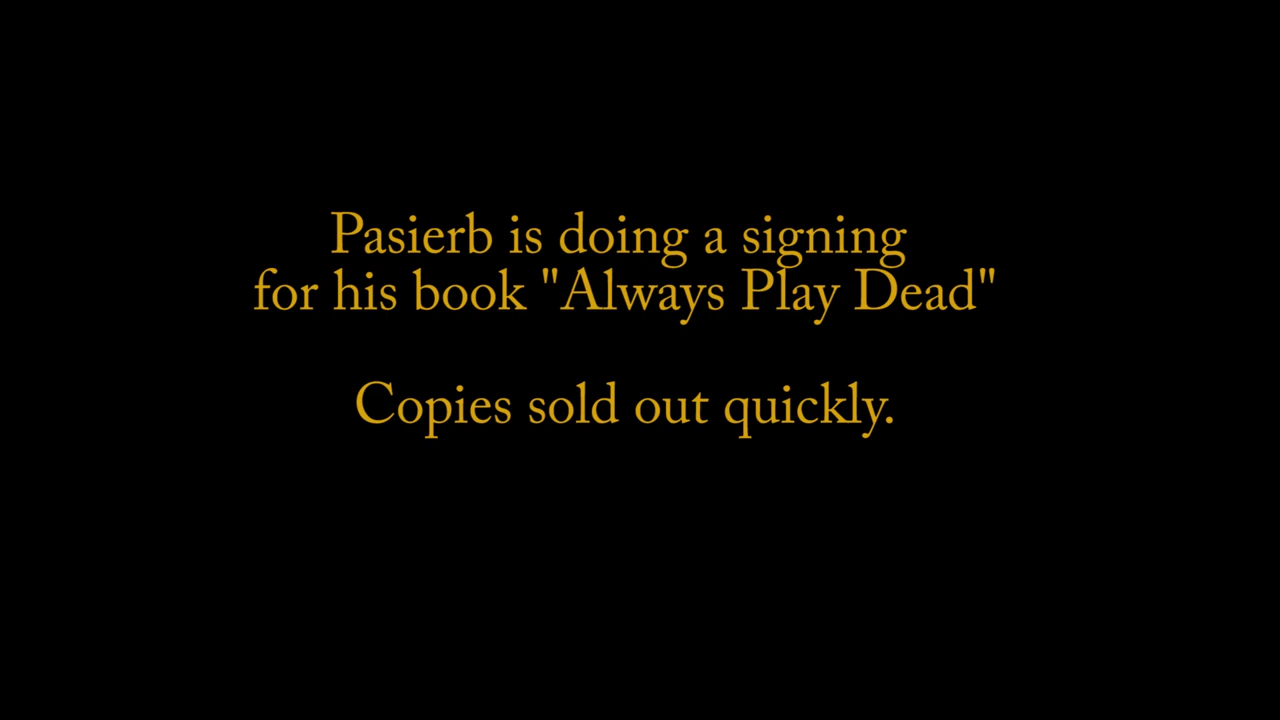 Pasierb is doing a signing
for his book "Always Play Dead"
Copies sold out quickly.